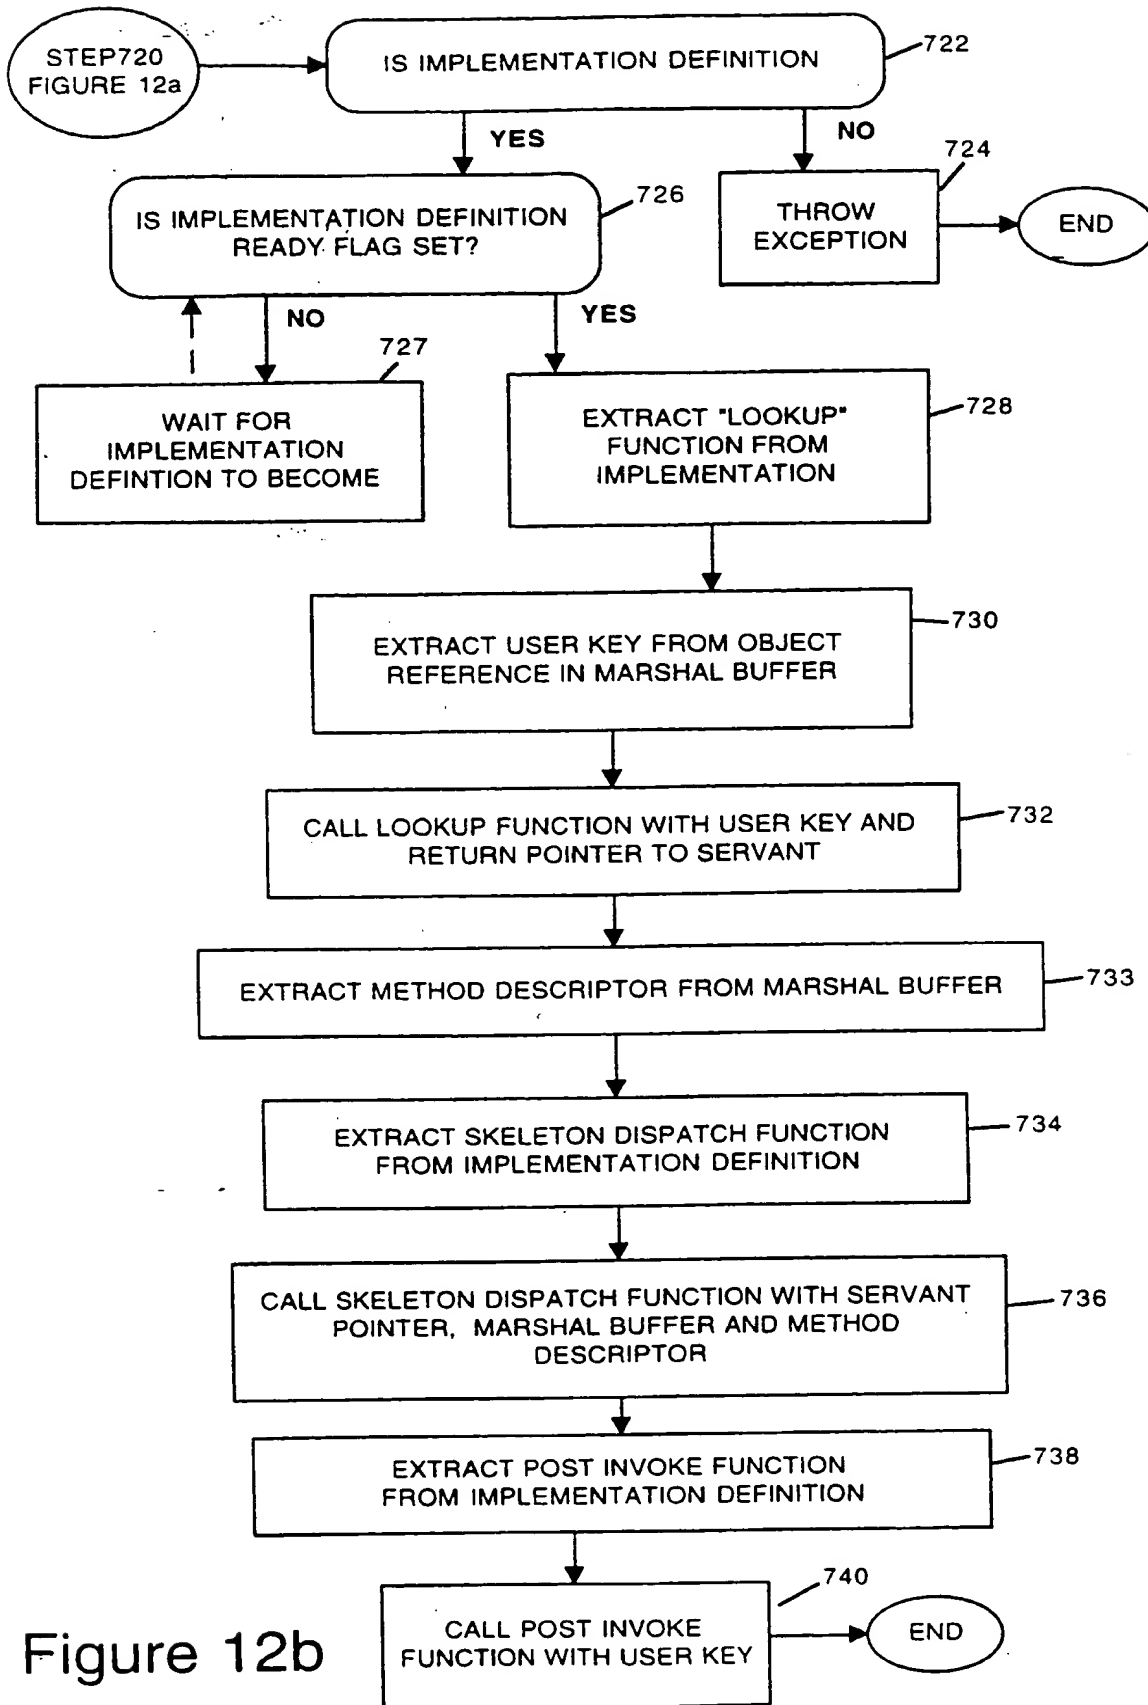 STEP720
FIGURE 12a
IS IMPLEMENTATION DEFINITION
722
YES
NO
724
IS IMPLEMENTATION DEFINITION
READY FLAG SET?
726
THROW
EXCEPTION
END
NO
YES
727
WAIT FOR
IMPLEMENTATION
DEFINTION TO BECOME
EXTRACT "LOOKUP"
FUNCTION FROM
IMPLEMENTATION
728
EXTRACT USER KEY FROM OBJECT
REFERENCE IN MARSHAL BUFFER
730
CALL LOOKUP FUNCTION WITH USER KEY AND
RETURN POINTER TO SERVANT
732
EXTRACT METHOD DESCRIPTOR FROM MARSHAL BUFFER
733
EXTRACT SKELETON DISPATCH FUNCTION
FROM IMPLEMENTATION DEFINITION
734
CALL SKELETON DISPATCH FUNCTION WITH SERVANT
POINTER, MARSHAL BUFFER AND METHOD
DESCRIPTOR
736
EXTRACT POST INVOKE FUNCTION
FROM IMPLEMENTATION DEFINITION
738
740
CALL POST INVOKE
FUNCTION WITH USER KEY
END
Figure 12b